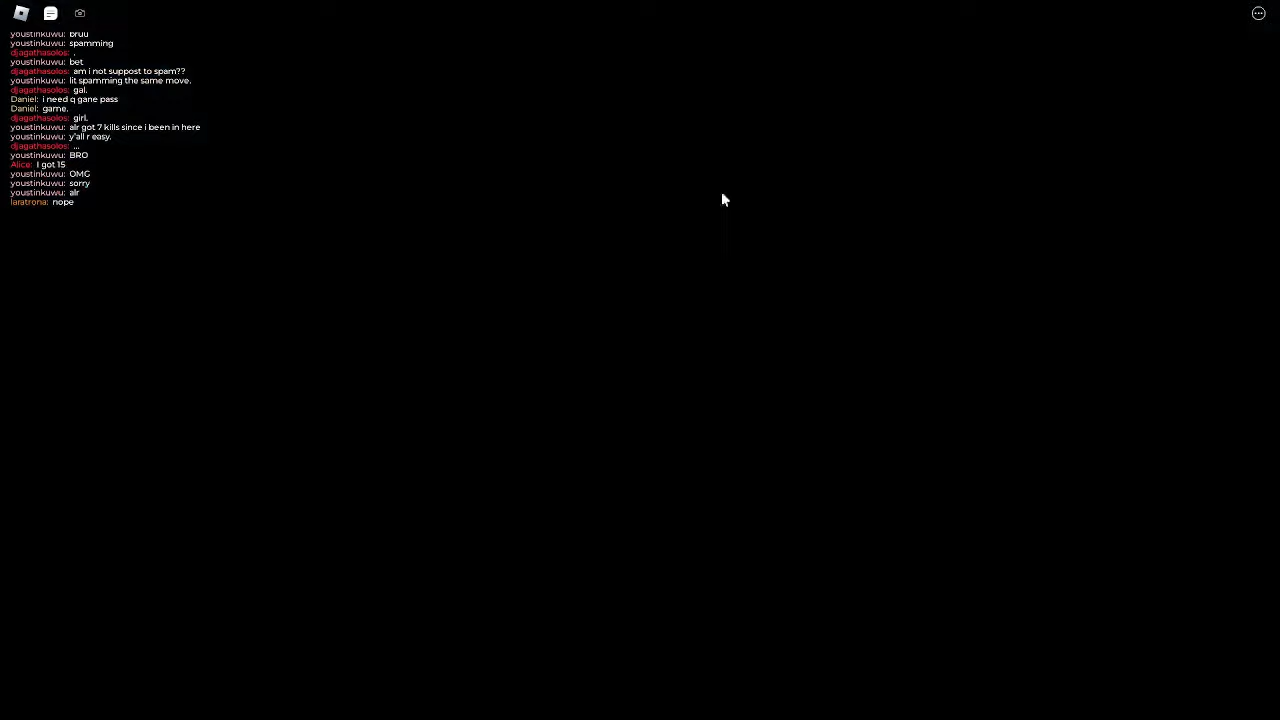 youstinkuwu: bruu
youstinkuwu: spamming
djagathasolos: .
youstinkuwu: bet
djagathasolos: am i not suppost to spam??
youstinkuwu: lit spamming the same move.
djagathasolos: gal.
Daniel: i need q gane pass
Daniel: game.
djagathasolos: girl.
youstinkuwu: alr got 7 kills since i been in here
youstinkuwu: y'all r easy.
djagathasolos: ...
youstinkuwu: BRO
Alice: I got 15
youstinkuwu: OMG
youstinkuwu: sorry
youstinkuwu: alr
laratrona: nope